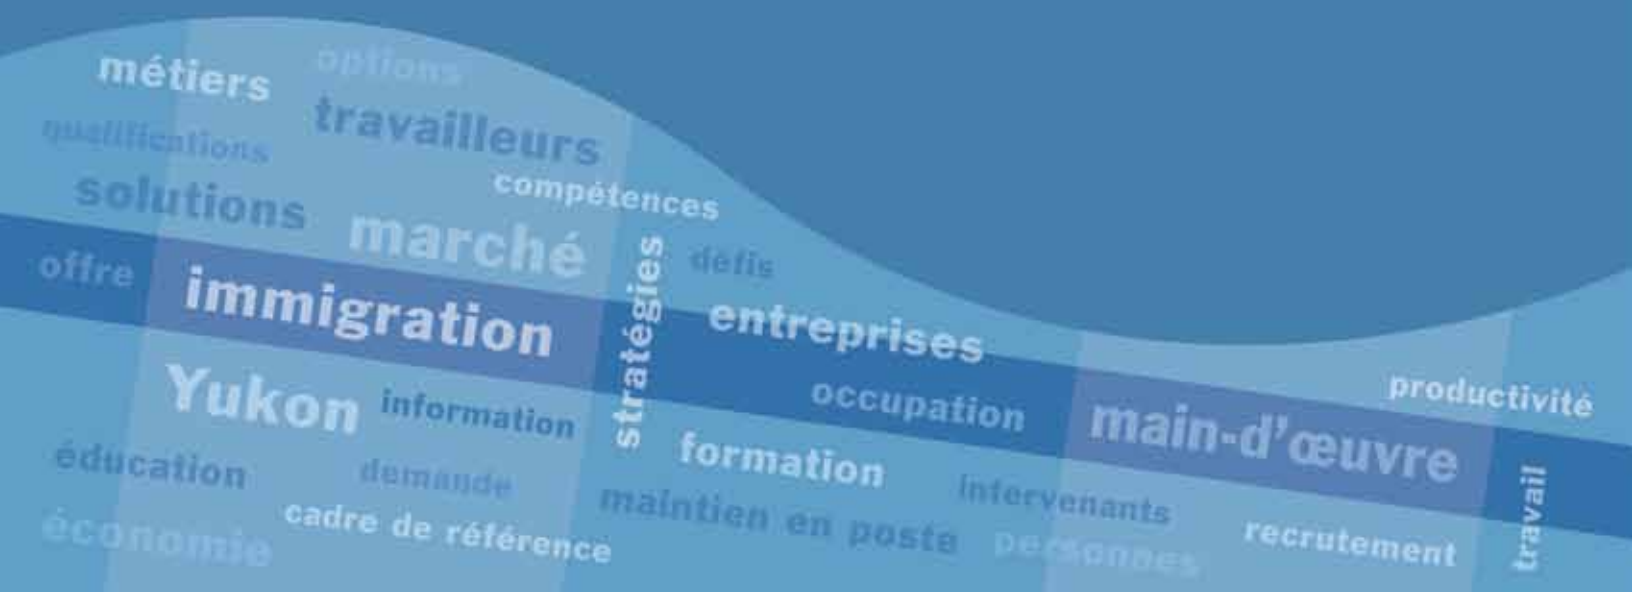 options
métiers
travailleurs
qualifications
compétences
solutions
marché
stratégies
défis
offre
immigration
entreprises
productivité
Yukon
information
occupation
main-d'œuvre
éducation
demande
formation
intervenants
travail
cadre de référence
maintien en poste
recrutement
économie
personnes